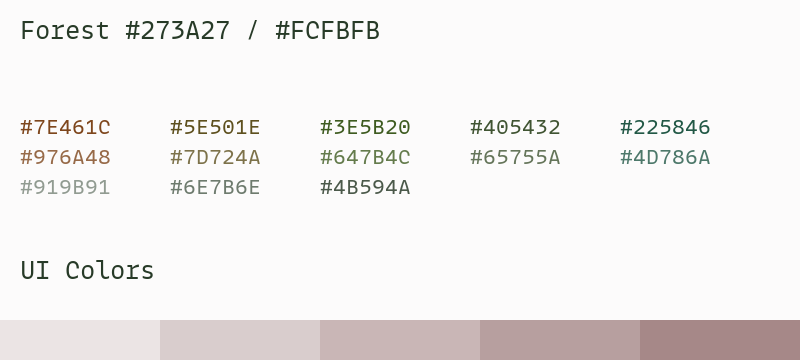 Forest #273A27 / #FCFBFB
#7E461C #5E501E #3E5B20 #405432 #225846
#976A48 #7D724A #647B4C #65755A #4D786A
#919B91 #6E7B6E #4B594A
UI Colors